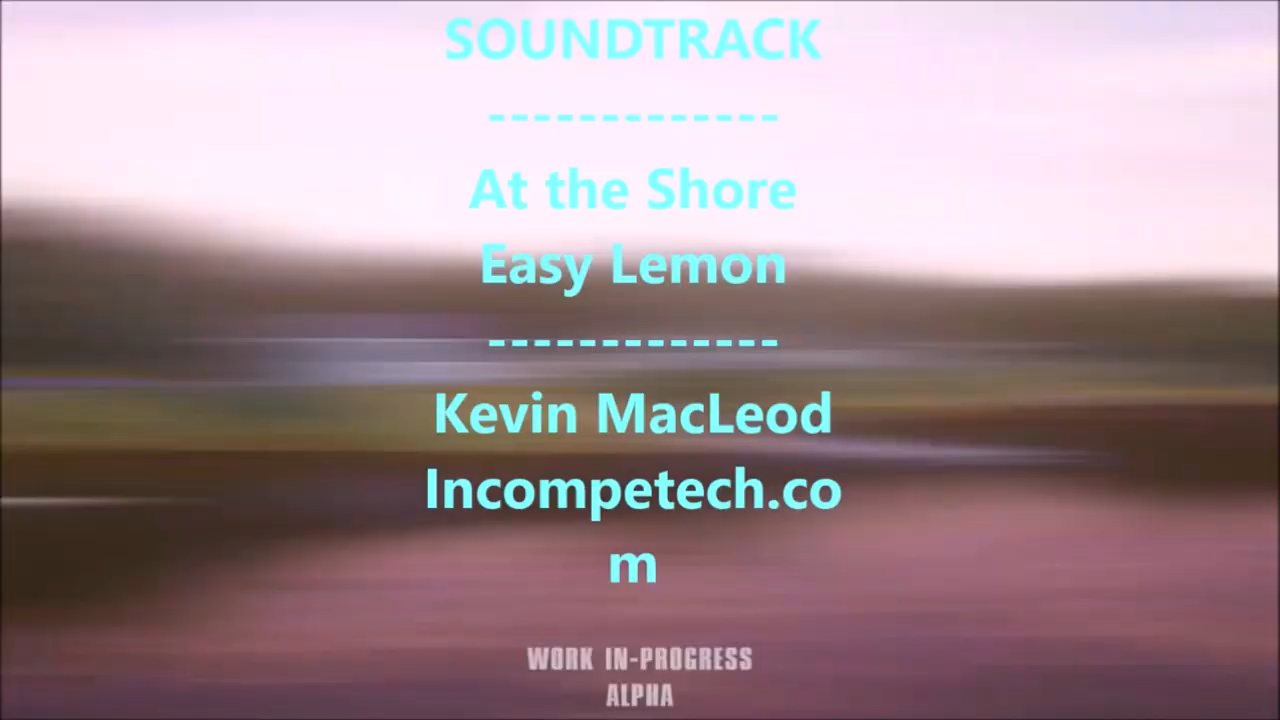 SOUNDTRACK
-------------
At the Shore
Easy Lemon
-------------
Kevin MacLeod
Incompetech.co
m
WORK IN-PROGRESS
ALPHA